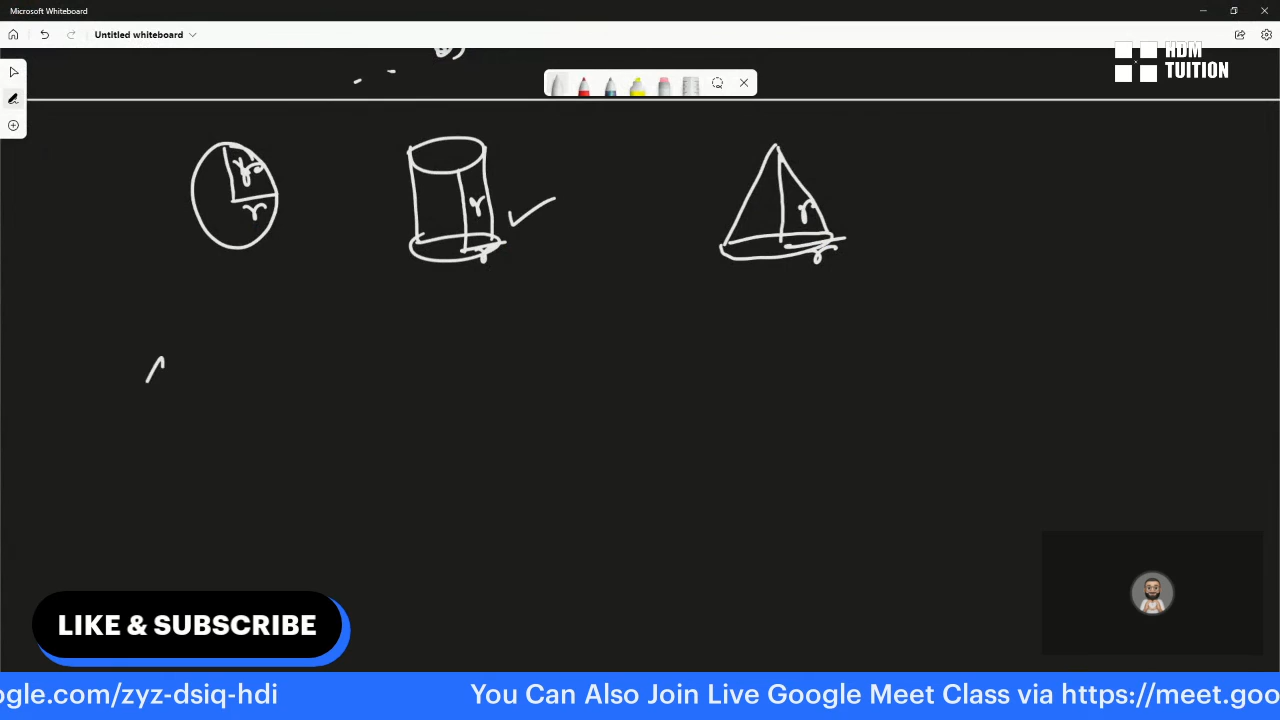 Microsoft Whiteboard
Untitled whiteboard
HDM
TUITION
r
r
r
r
r
r
LIKE & SUBSCRIBE
ogle.com/zyz-dsiq-hdi You Can Also Join Live Google Meet Class via https://meet.goo